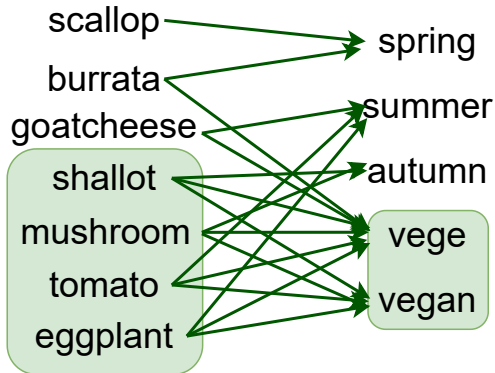 scallop
burrata
goatcheese
shallot
mushroom
tomato
eggplant
spring
summer
autumn
vege
vegan